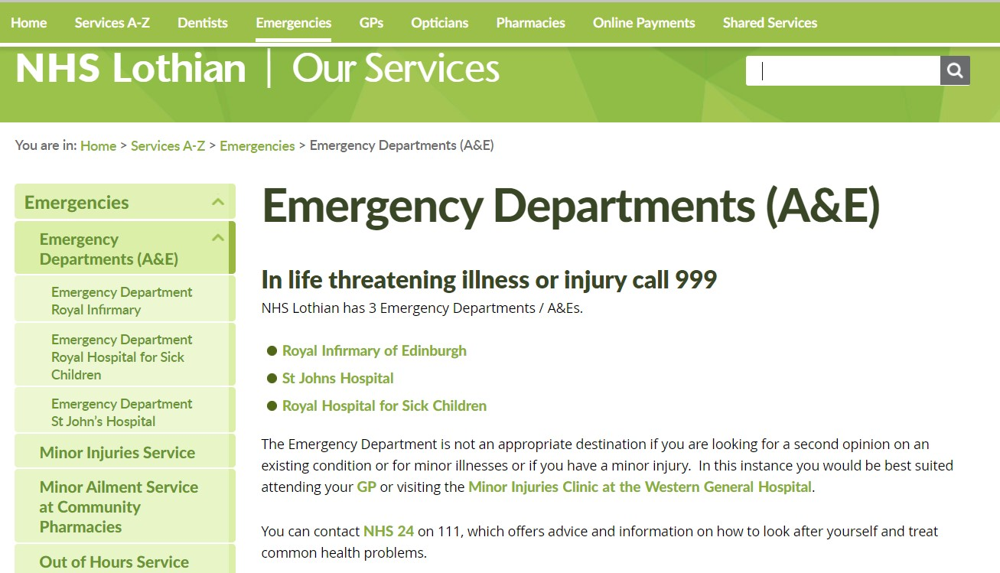 Home Services A-Z Dentists Emergencies GPs Opticians Pharmacies Online Payments Shared Services
NHS Lothian | Our Services
You are in: Home > Services A-Z > Emergencies > Emergency Departments (A&E)
Emergencies
Emergency
Departments (A&E)
Emergency Department
Royal Infirmary
Emergency Department
Royal Hospital for Sick
Children
Emergency Department
St John’s Hospital
Minor Injuries Service
Minor Ailment Service
at Community
Pharmacies
Out of Hours Service
Emergency Departments (A&E)
In life threatening illness or injury call 999
NHS Lothian has 3 Emergency Departments / A&Es.
● Royal Infirmary of Edinburgh
● St Johns Hospital
● Royal Hospital for Sick Children
The Emergency Department is not an appropriate destination if you are looking for a second opinion on an
existing condition or for minor illnesses or if you have a minor injury.  In this instance you would be best suited
attending your GP or visiting the Minor Injuries Clinic at the Western General Hospital.
You can contact NHS 24 on 111, which offers advice and information on how to look after yourself and treat
common health problems.